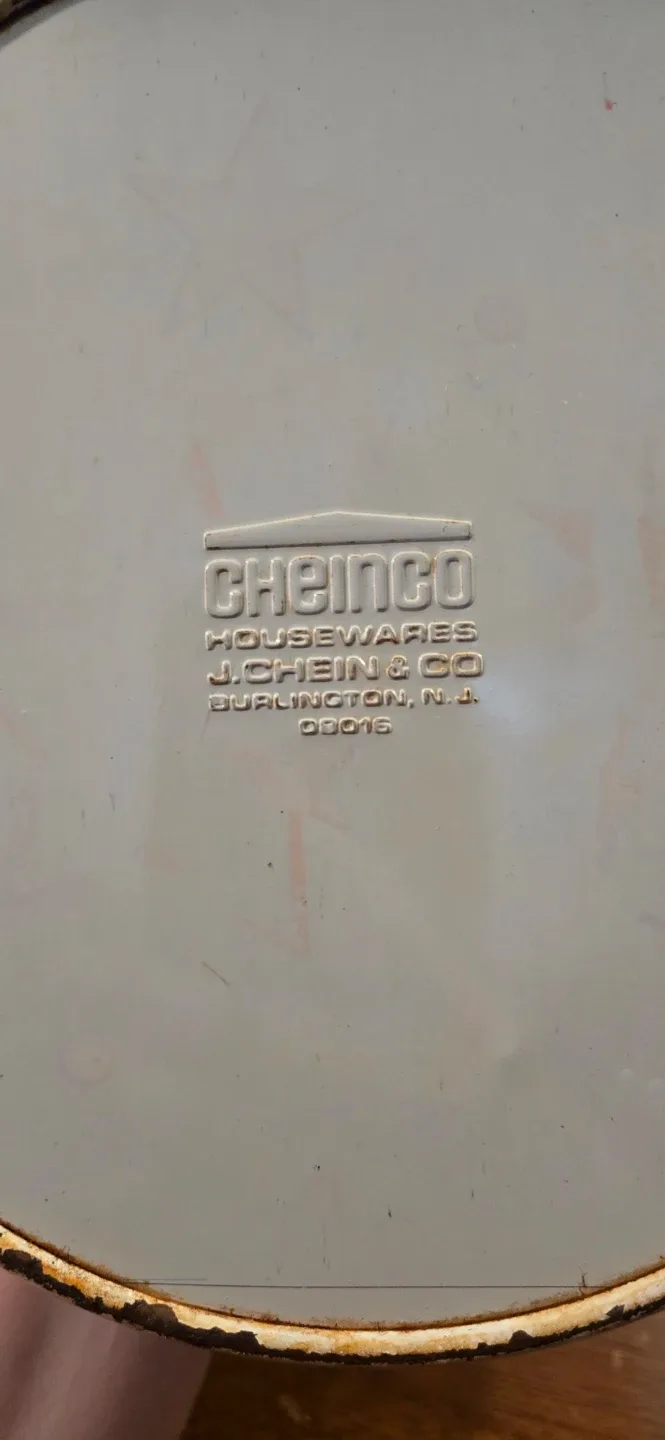 CHeINCO
HOUSEWARES
J.CHEIN & CO
BURLINGTON, N.J.
08016